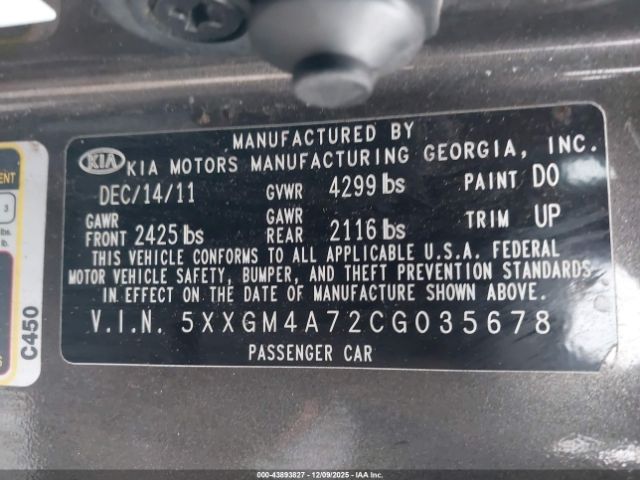 MANUFACTURED BY
KIA KIA MOTORS MANUFACTURING GEORGIA, INC.
DEC/14/11 GVWR 4299 lbs PAINT DO
GAWR FRONT 2425 lbs GAWR REAR 2116 lbs TRIM UP
THIS VEHICLE CONFORMS TO ALL APPLICABLE U.S.A. FEDERAL
MOTOR VEHICLE SAFETY, BUMPER, AND THEFT PREVENTION STANDARDS
IN EFFECT ON THE DATE OF MANUFACTURE SHOWN ABOVE.
V.I.N. 5XXGM4A72CG035678
PASSENGER CAR
3
C450
00-43893827 - 12/09/2025 - IAA Inc.